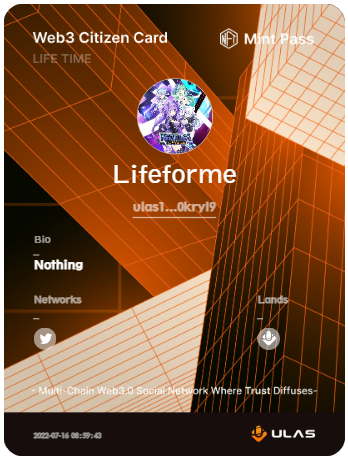 Web3 Citizen Card
NFT Mint Pass
LIFE TIME
Lifeforme
ulas1...0kryl9
Bio
Nothing
Networks
Lands
- Multi-Chain Web3.0 Social Network Where Trust Diffuses-
2022-07-16 08:59:43
ULAS